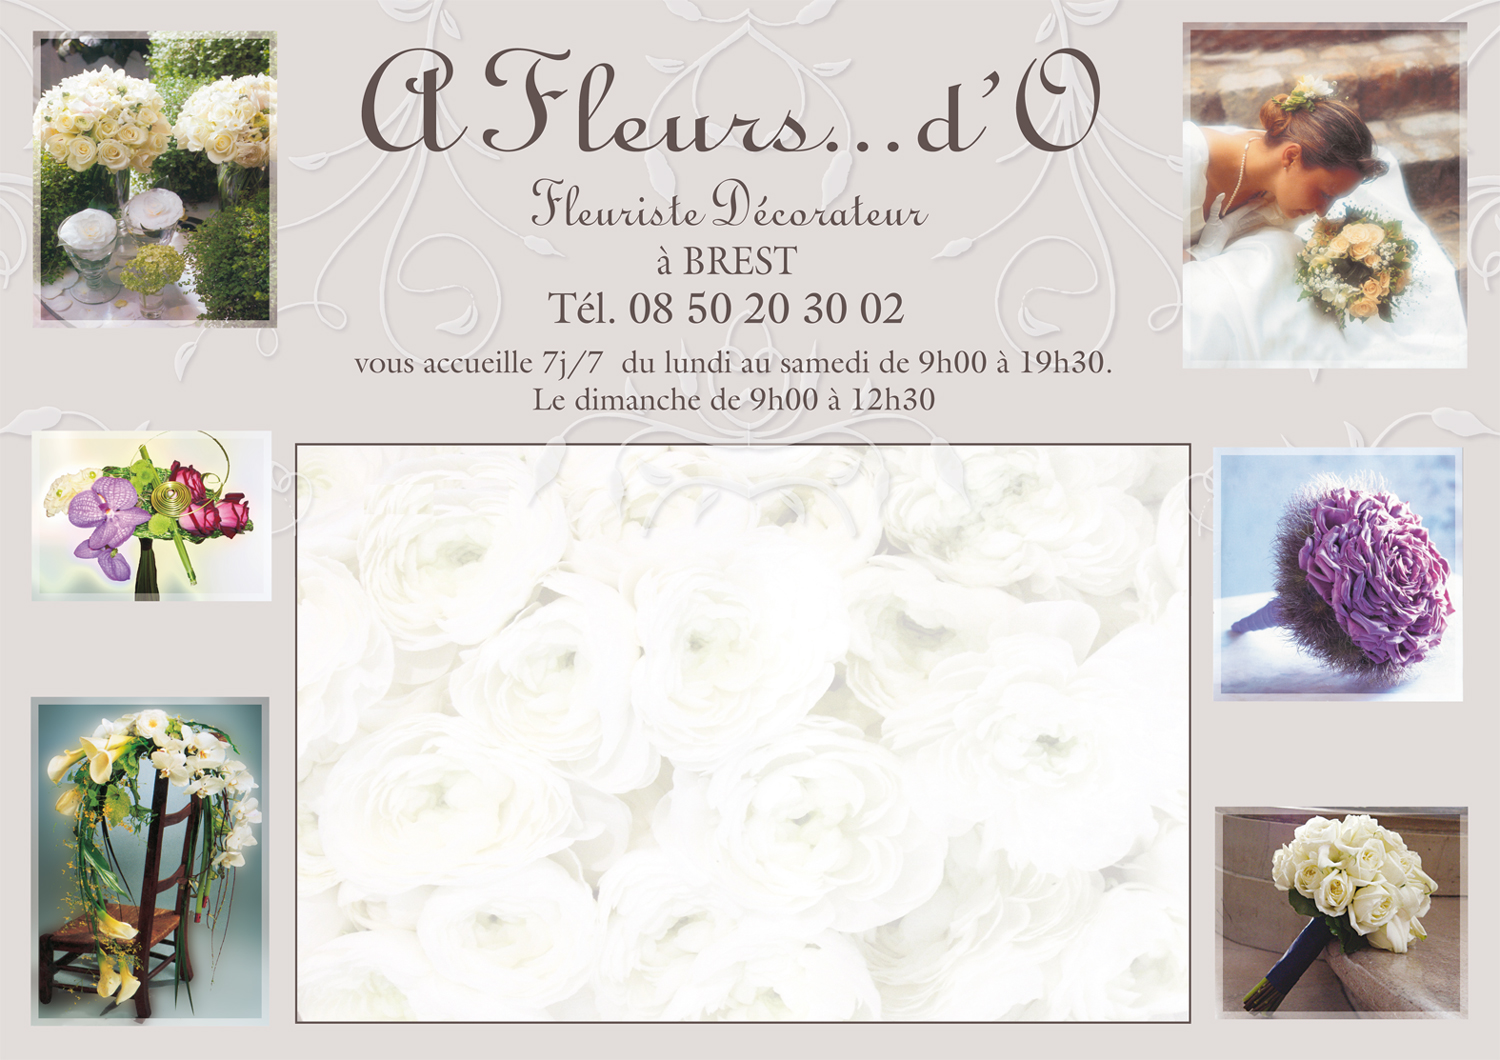 A Fleurs...d'O
Fleuriste Décorateur
à BREST
Tél. 08 50 20 30 02
vous accueille 7j/7 du lundi au samedi de 9h00 à 19h30.
Le dimanche de 9h00 à 12h30